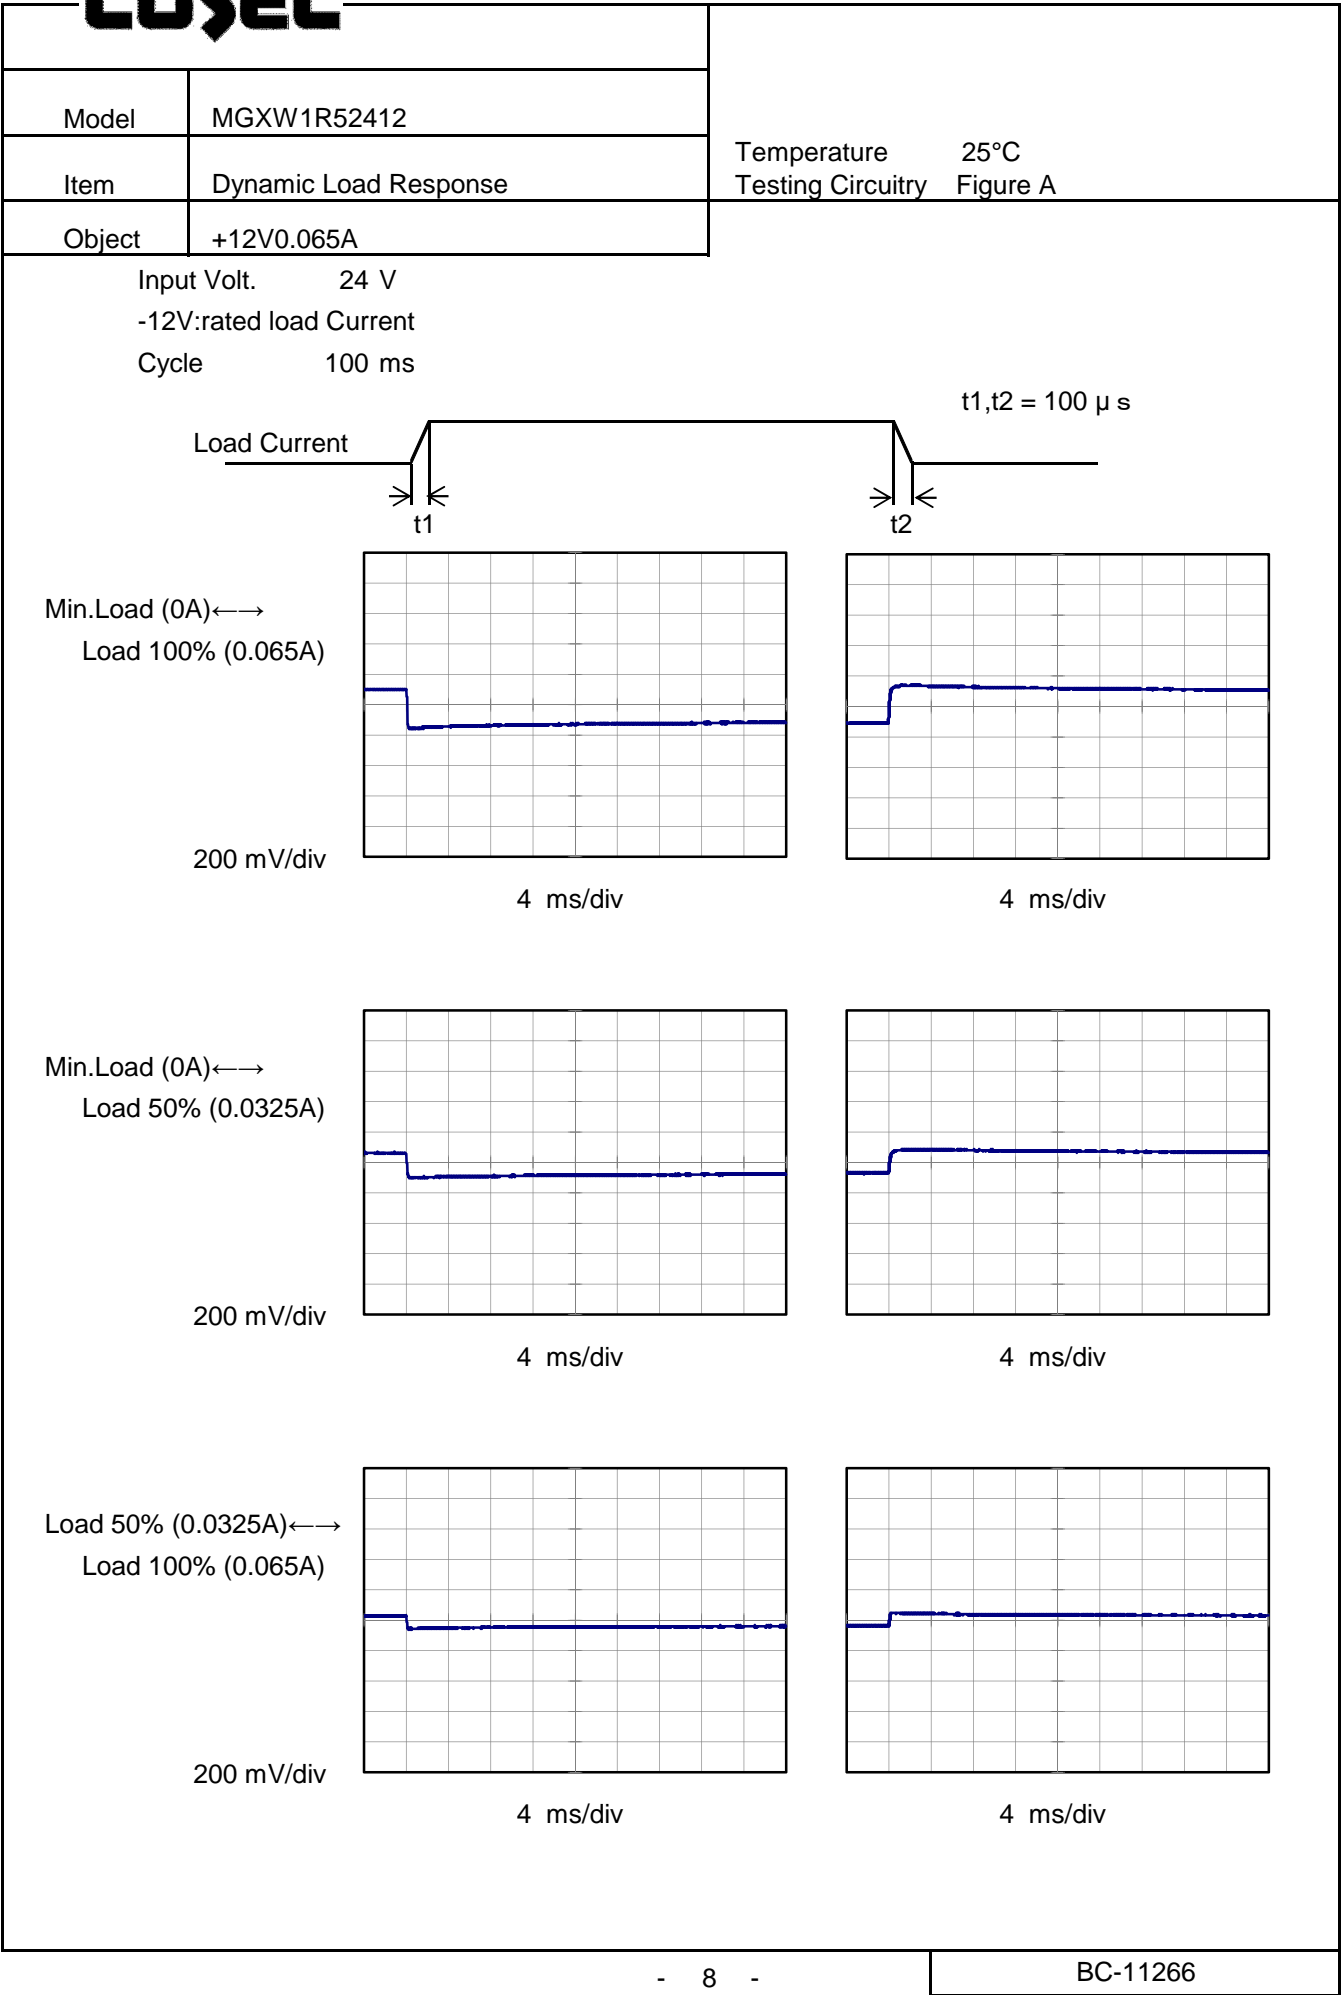 COSEL
Model MGXW1R52412
Item Dynamic Load Response
Object +12V0.065A
Temperature 25°C
Testing Circuitry Figure A
Input Volt. 24 V
-12V:rated load Current
Cycle 100 ms
t1,t2 = 100 μｓ
Load Current
t1 t2
Min.Load (0A)←→
Load 100% (0.065A)
200 mV/div
4 ms/div 4 ms/div
Min.Load (0A)←→
Load 50% (0.0325A)
200 mV/div
4 ms/div 4 ms/div
Load 50% (0.0325A)←→
Load 100% (0.065A)
200 mV/div
4 ms/div 4 ms/div
- 8 -
BC-11266